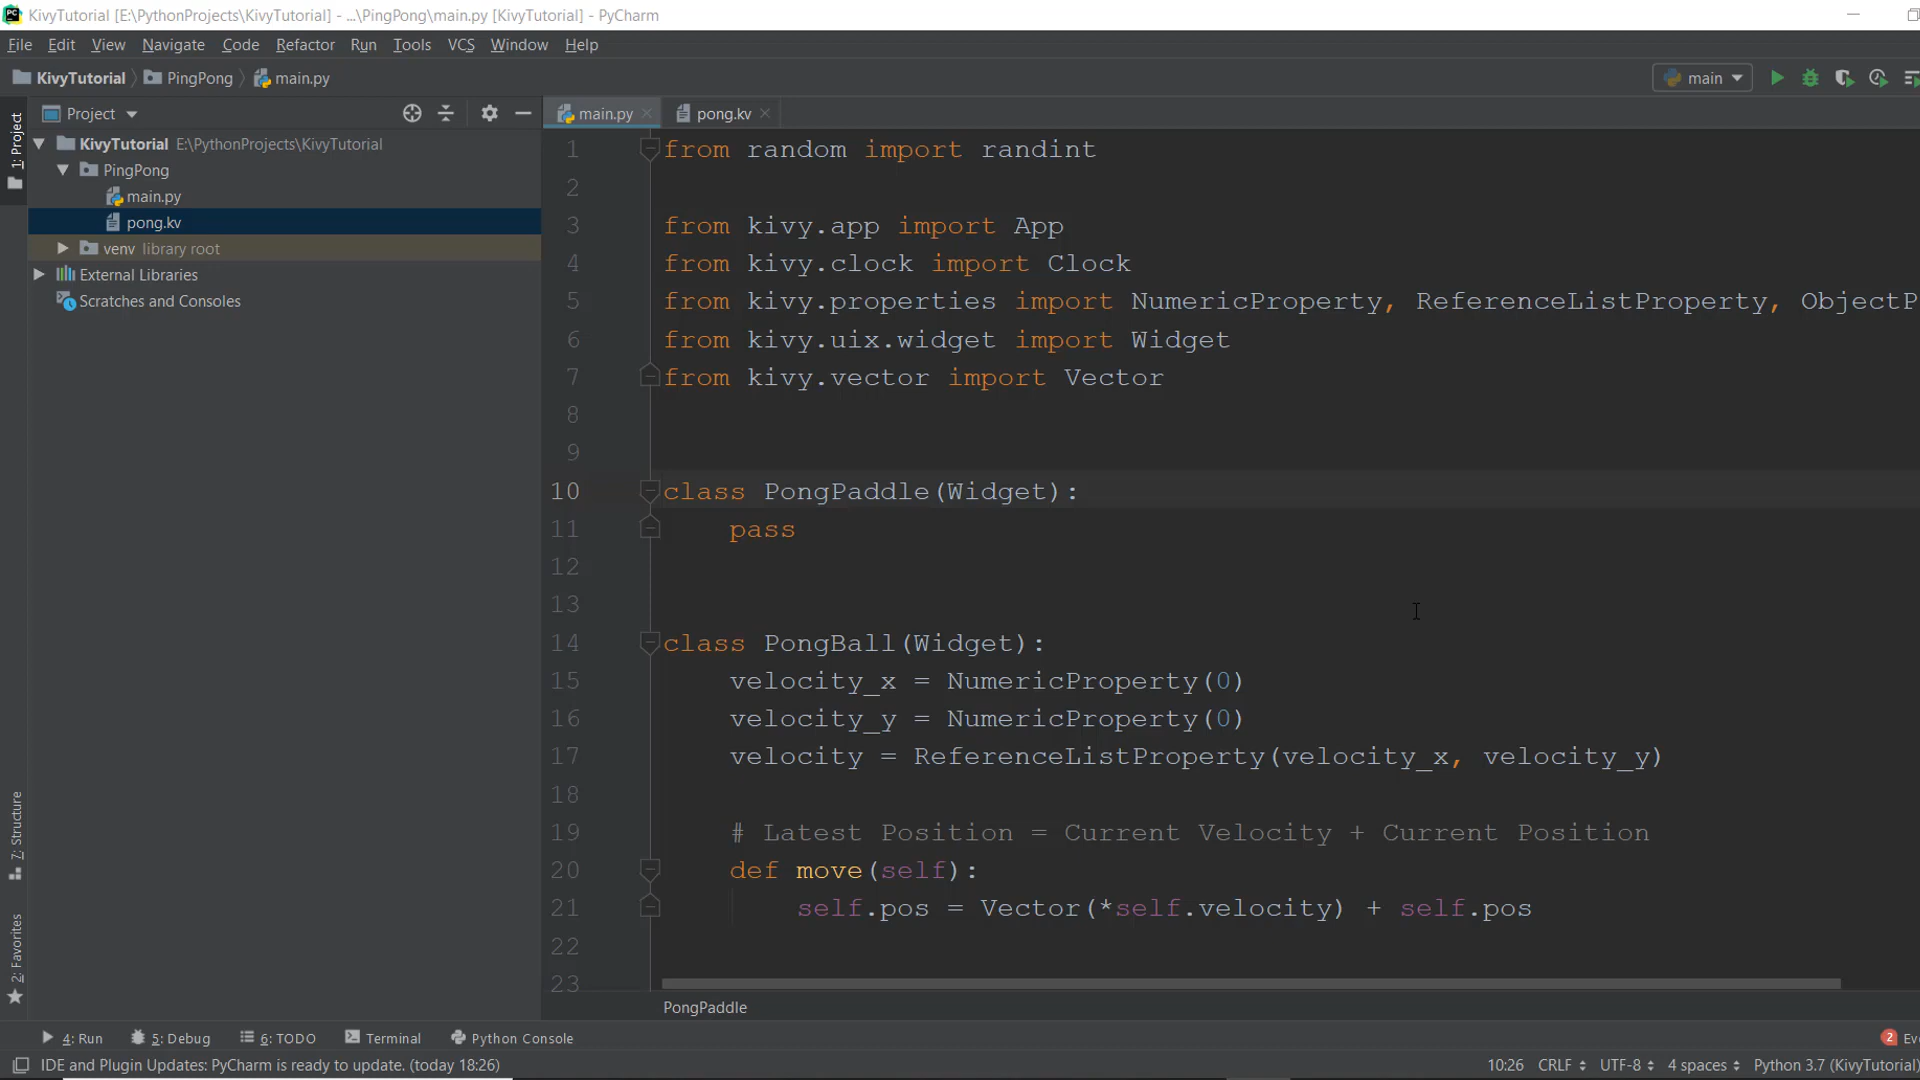 KivyTutorial [E:\PythonProjects\KivyTutorial] - ...\PingPong\main.py [KivyTutorial] - PyCharm
File Edit View Navigate Code Refactor Run Tools VCS Window Help
KivyTutorial PingPong main.py main
Project
main.py pong.kv
1: Project
KivyTutorial E:\PythonProjects\KivyTutorial
PingPong
main.py
pong.kv
venv library root
External Libraries
Scratches and Consoles
1 from random import randint
2
3 from kivy.app import App
4 from kivy.clock import Clock
5 from kivy.properties import NumericProperty, ReferenceListProperty, ObjectP
6 from kivy.uix.widget import Widget
7 from kivy.vector import Vector
8
9
10 class PongPaddle(Widget):
11 pass
12
13
14 class PongBall(Widget):
15 velocity_x = NumericProperty(0)
16 velocity_y = NumericProperty(0)
17 velocity = ReferenceListProperty(velocity_x, velocity_y)
18
19 # Latest Position = Current Velocity + Current Position
20 def move(self):
21 self.pos = Vector(*self.velocity) + self.pos
22
23
7: Structure
2: Favorites
PongPaddle
4: Run 5: Debug 6: TODO Terminal Python Console 2 Eve
IDE and Plugin Updates: PyCharm is ready to update. (today 18:26) 10:26 CRLF UTF-8 4 spaces Python 3.7 (KivyTutorial)